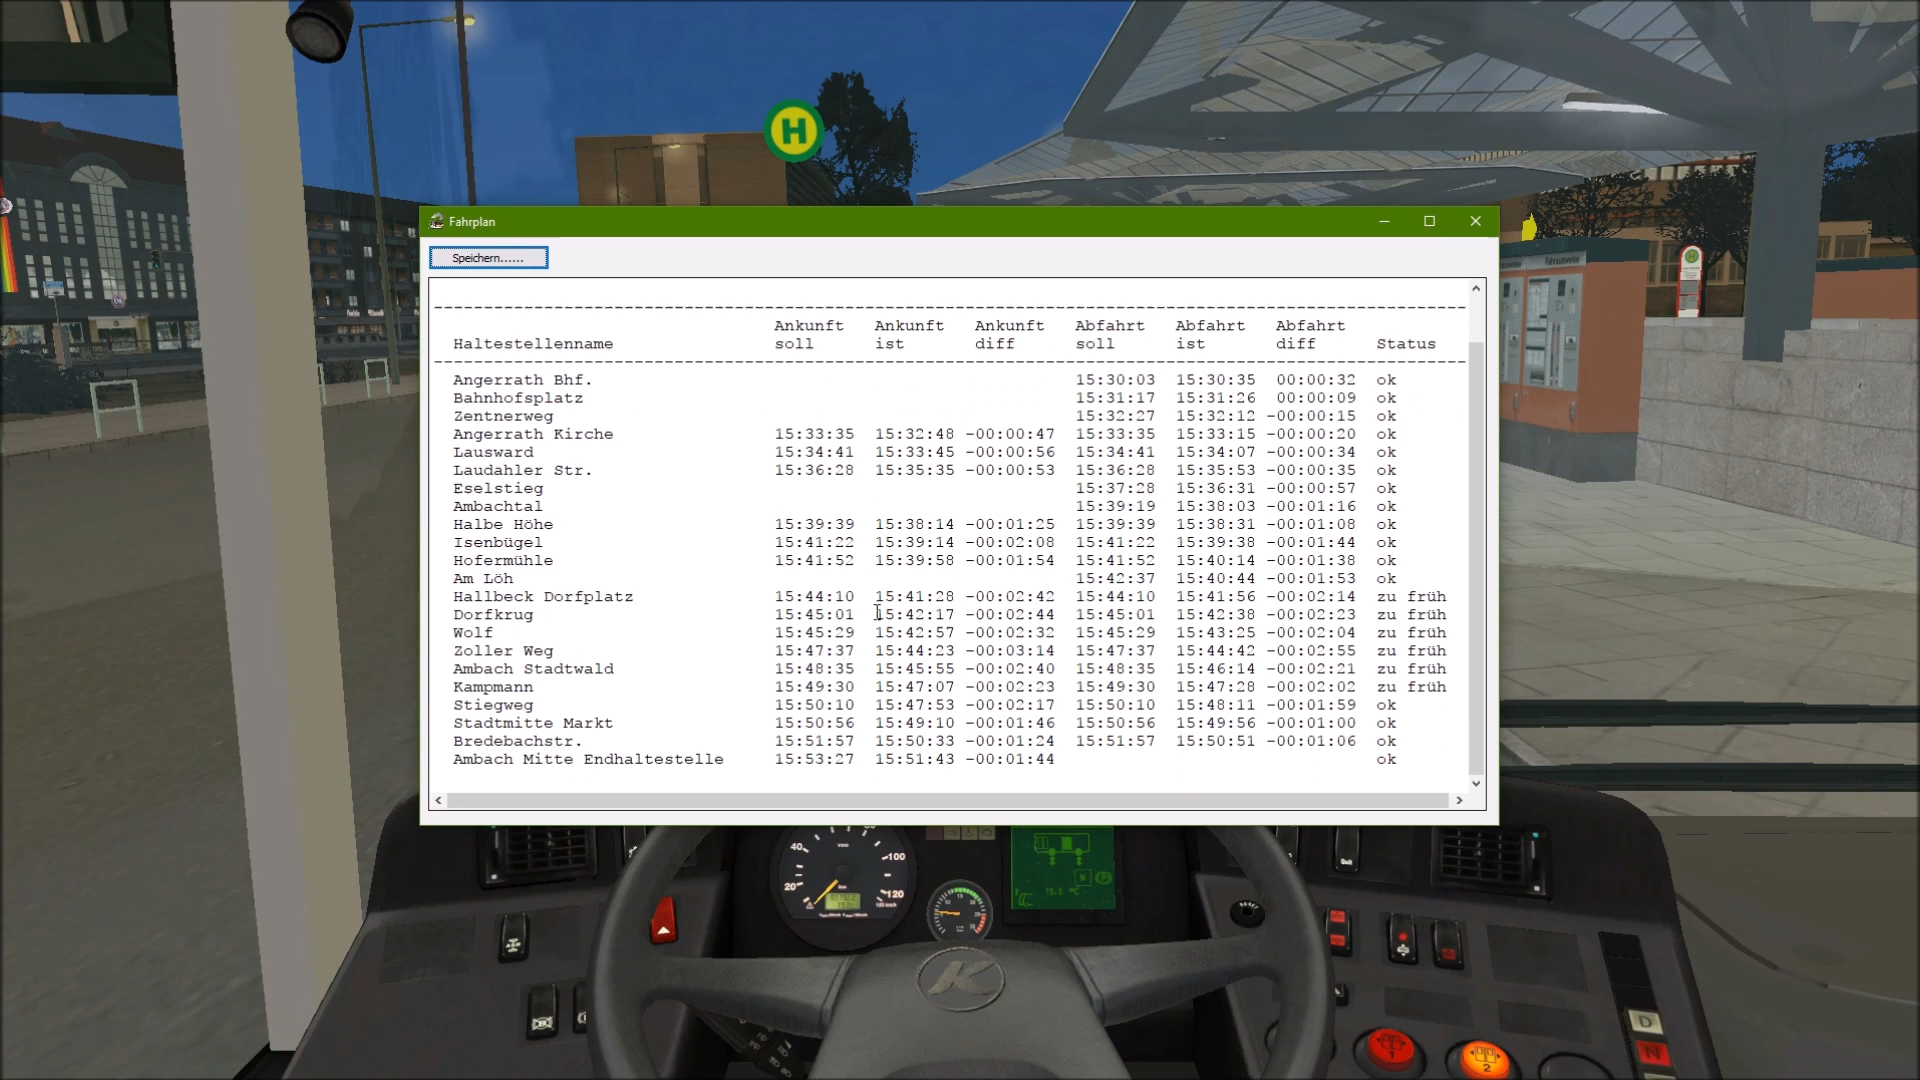 H
Fahrplan
Speichern......
Ankunft Ankunft Ankunft Abfahrt Abfahrt Abfahrt
Haltestellenname soll ist diff soll ist diff Status
Angerrath Bhf. 15:30:03 15:30:35 00:00:32 ok
Bahnhofsplatz 15:31:17 15:31:26 00:00:09 ok
Zentnerweg 15:32:27 15:32:12 -00:00:15 ok
Angerrath Kirche 15:33:35 15:32:48 -00:00:47 15:33:35 15:33:15 -00:00:20 ok
Lausward 15:34:41 15:33:45 -00:00:56 15:34:41 15:34:07 -00:00:34 ok
Laudahler Str. 15:36:28 15:35:35 -00:00:53 15:36:28 15:35:53 -00:00:35 ok
Eselstieg 15:37:28 15:36:31 -00:00:57 ok
Ambachtal 15:39:19 15:38:03 -00:01:16 ok
Halbe Höhe 15:39:39 15:38:14 -00:01:25 15:39:39 15:38:31 -00:01:08 ok
Isenbügel 15:41:22 15:39:14 -00:02:08 15:41:22 15:39:38 -00:01:44 ok
Hofermühle 15:41:52 15:39:58 -00:01:54 15:41:52 15:40:14 -00:01:38 ok
Am Löh 15:42:37 15:40:44 -00:01:53 ok
Hallbeck Dorfplatz 15:44:10 15:41:28 -00:02:42 15:44:10 15:41:56 -00:02:14 zu früh
Dorfkrug 15:45:01 15:42:17 -00:02:44 15:45:01 15:42:38 -00:02:23 zu früh
Wolf 15:45:29 15:42:57 -00:02:32 15:45:29 15:43:25 -00:02:04 zu früh
Zoller Weg 15:47:37 15:44:23 -00:03:14 15:47:37 15:44:42 -00:02:55 zu früh
Ambach Stadtwald 15:48:35 15:45:55 -00:02:40 15:48:35 15:46:14 -00:02:21 zu früh
Kampmann 15:49:30 15:47:07 -00:02:23 15:49:30 15:47:28 -00:02:02 zu früh
Stiegweg 15:50:10 15:47:53 -00:02:17 15:50:10 15:48:11 -00:01:59 ok
Stadtmitte Markt 15:50:56 15:49:10 -00:01:46 15:50:56 15:49:56 -00:01:00 ok
Bredebachstr. 15:51:57 15:50:33 -00:01:24 15:51:57 15:50:51 -00:01:06 ok
Ambach Mitte Endhaltestelle 15:53:27 15:51:43 -00:01:44 ok
Fahrausweise
40 100
20 120
N
K
D
N
1
2